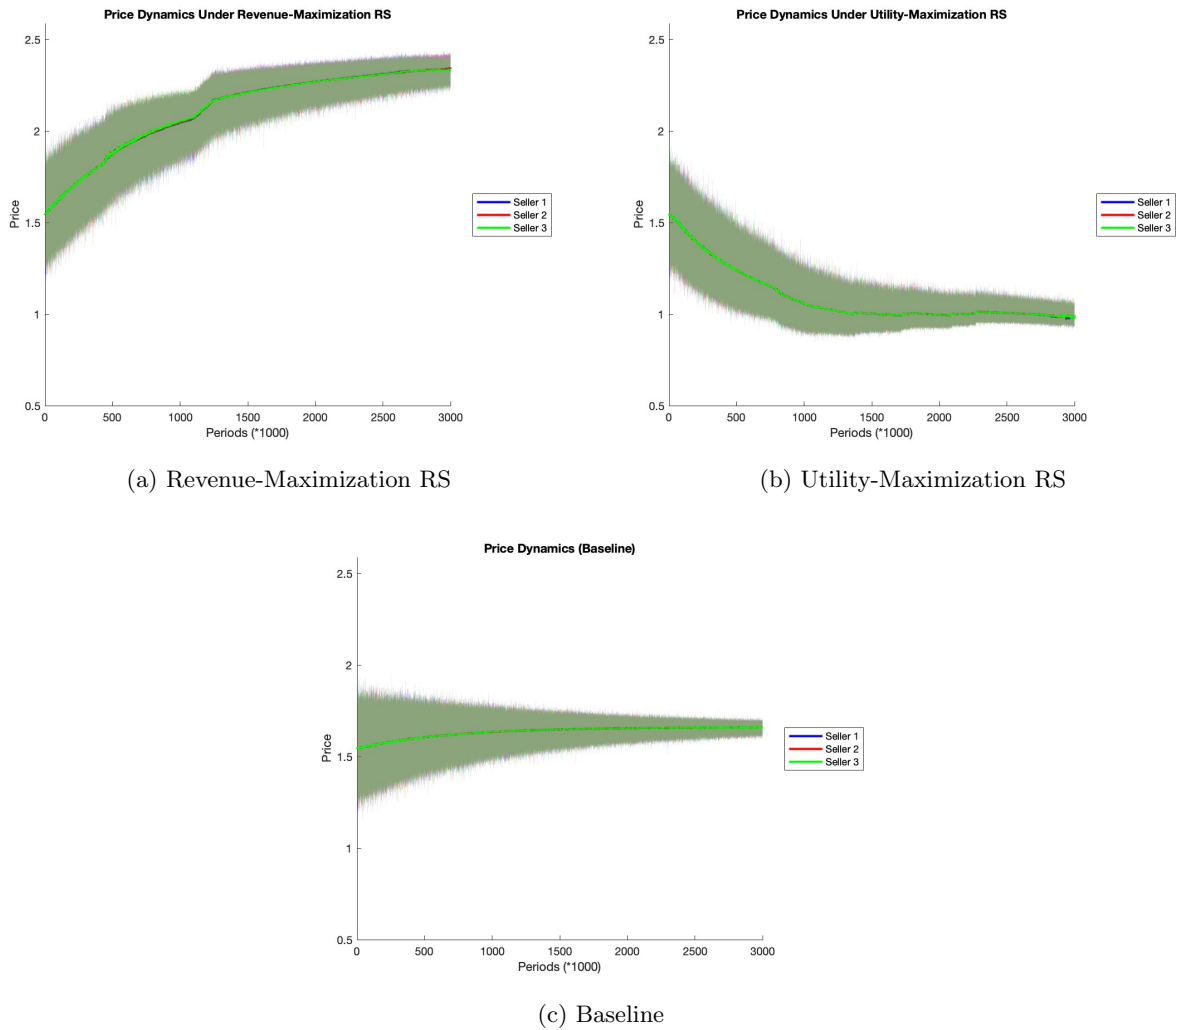 Price Dynamics Under Revenue-Maximization RS
2.5
2
1.5
1
0.5
Price
0 500 1000 1500 2000 2500 3000
Periods (*1000)
Seller 1
Seller 2
Seller 3
(a) Revenue-Maximization RS
Price Dynamics Under Utility-Maximization RS
2.5
2
1.5
1
0.5
Price
0 500 1000 1500 2000 2500 3000
Periods (*1000)
Seller 1
Seller 2
Seller 3
(b) Utility-Maximization RS
Price Dynamics (Baseline)
2.5
2
1.5
1
0.5
Price
0 500 1000 1500 2000 2500 3000
Periods (*1000)
Seller 1
Seller 2
Seller 3
(c) Baseline